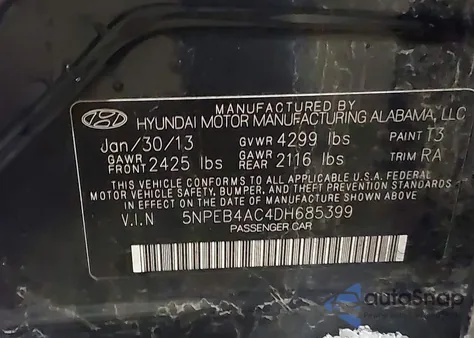 MANUFACTURED BY
HYUNDAI MOTOR MANUFACTURING ALABAMA, LLC
Jan/30/13 GVWR 4299 lbs PAINT T3
GAWR FRONT 2425 lbs GAWR REAR 2116 lbs TRIM RA
THIS VEHICLE CONFORMS TO ALL APPLICABLE U.S.A. FEDERAL
MOTOR VEHICLE SAFETY, BUMPER, AND THEFT PREVENTION STANDARDS
IN EFFECT ON THE DATE OF MANUFACTURE SHOWN ABOVE.
V.I.N 5NPEB4AC4DH685399
PASSENGER CAR
autoSnap